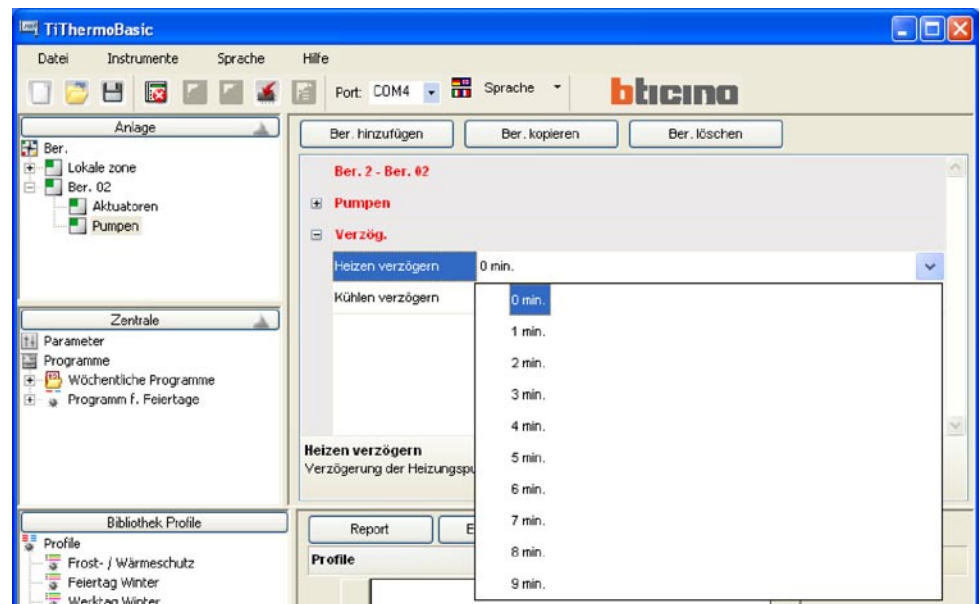 TiThermoBasic
Datei Instrumente Sprache Hilfe
Port: COM4 Sprache bticino
Anlage
Ber.
Lokale zone
Ber. 02
Aktuatoren
Pumpen
Zentrale
Parameter
Programme
Wöchentliche Programme
Programm f. Feiertage
Bibliothek Profile
Profile
Frost- / Wärmeschutz
Feiertag Winter
Werktag Winter
Ber. hinzufügen Ber. kopieren Ber. löschen
Ber. 2 - Ber. 02
Pumpen
Verzög.
Heizen verzögern 0 min.
Kühlen verzögern
0 min.
1 min.
2 min.
3 min.
4 min.
5 min.
6 min.
7 min.
8 min.
9 min.
Heizen verzögern
Verzögerung der Heizungspu
Report E
Profile